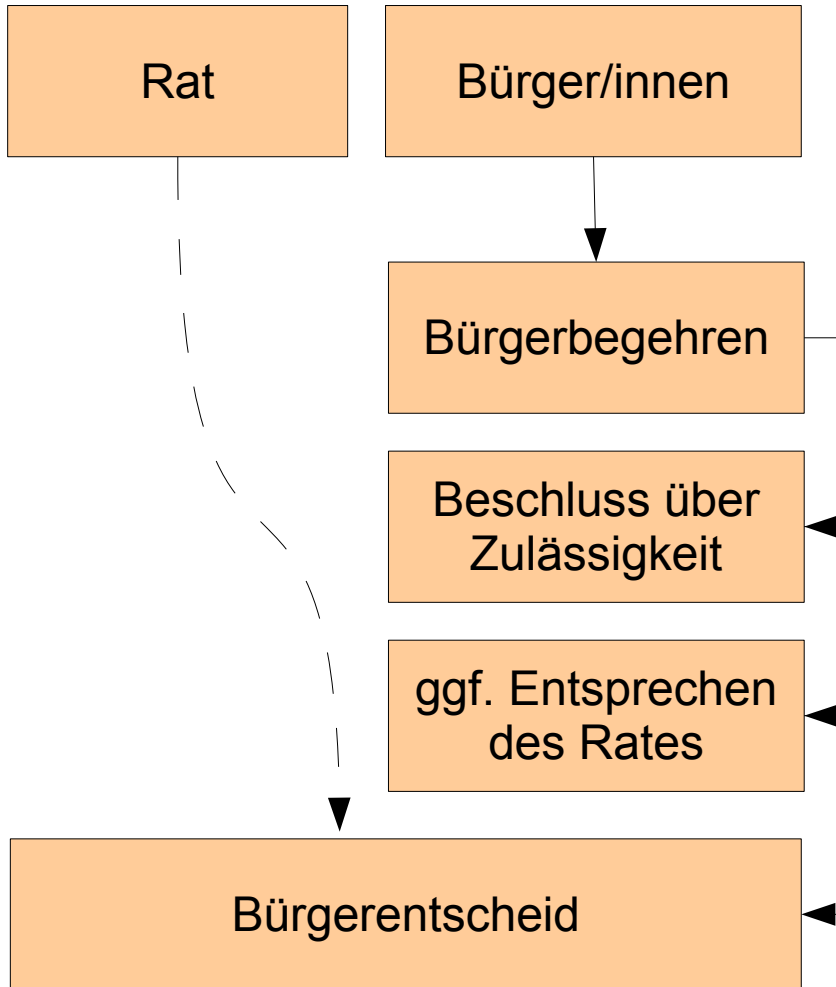 Rat
Bürger/innen
Bürgerbegehren
Beschluss über
Zulässigkeit
ggf. Entsprechen
des Rates
Bürgerentscheid